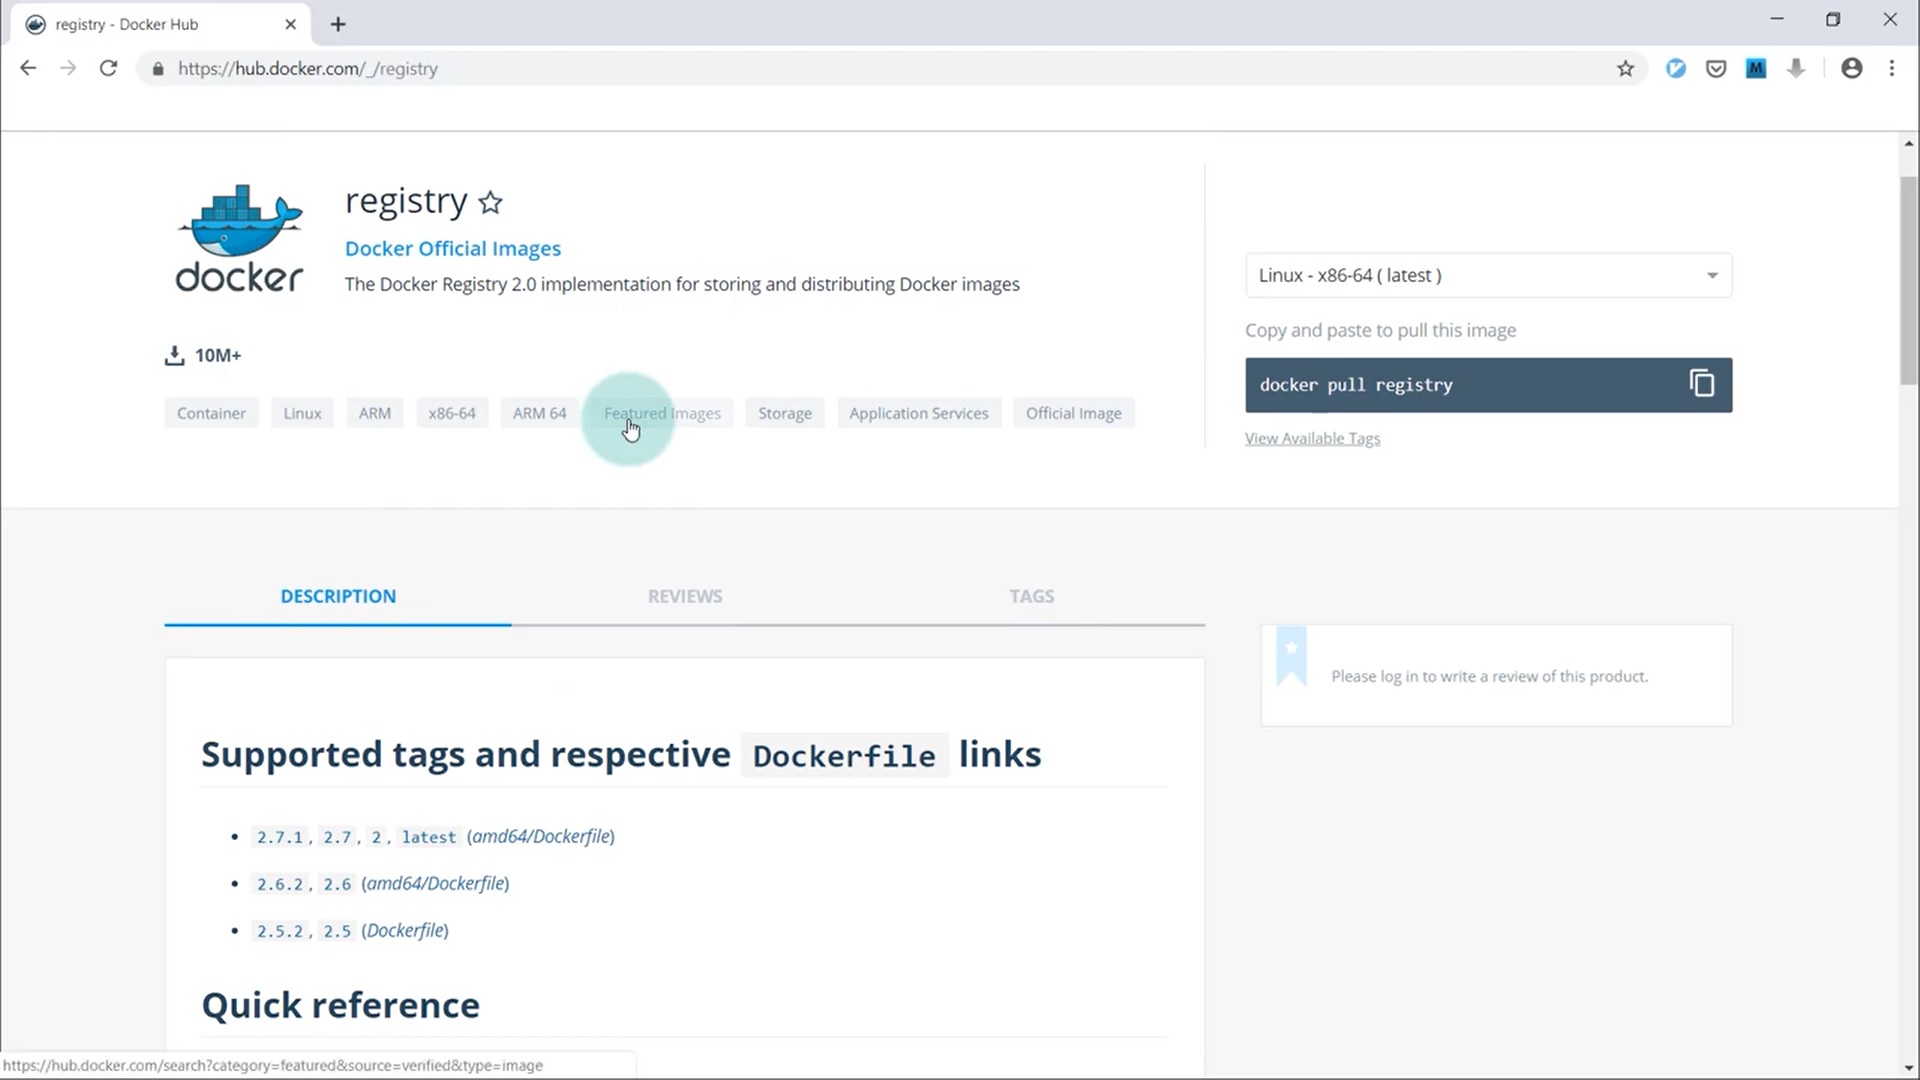 registry - Docker Hub
https://hub.docker.com/_/registry
M
docker
registry
Docker Official Images
The Docker Registry 2.0 implementation for storing and distributing Docker images
10M+
Container Linux ARM x86-64 ARM 64 Featured Images Storage Application Services Official Image
Linux - x86-64 ( latest )
Copy and paste to pull this image
docker pull registry
View Available Tags
DESCRIPTION REVIEWS TAGS
Please log in to write a review of this product.
Supported tags and respective Dockerfile links
• 2.7.1, 2.7, 2, latest (amd64/Dockerfile)
• 2.6.2, 2.6 (amd64/Dockerfile)
• 2.5.2, 2.5 (Dockerfile)
Quick reference
https://hub.docker.com/search?category=featured&source=verified&type=image